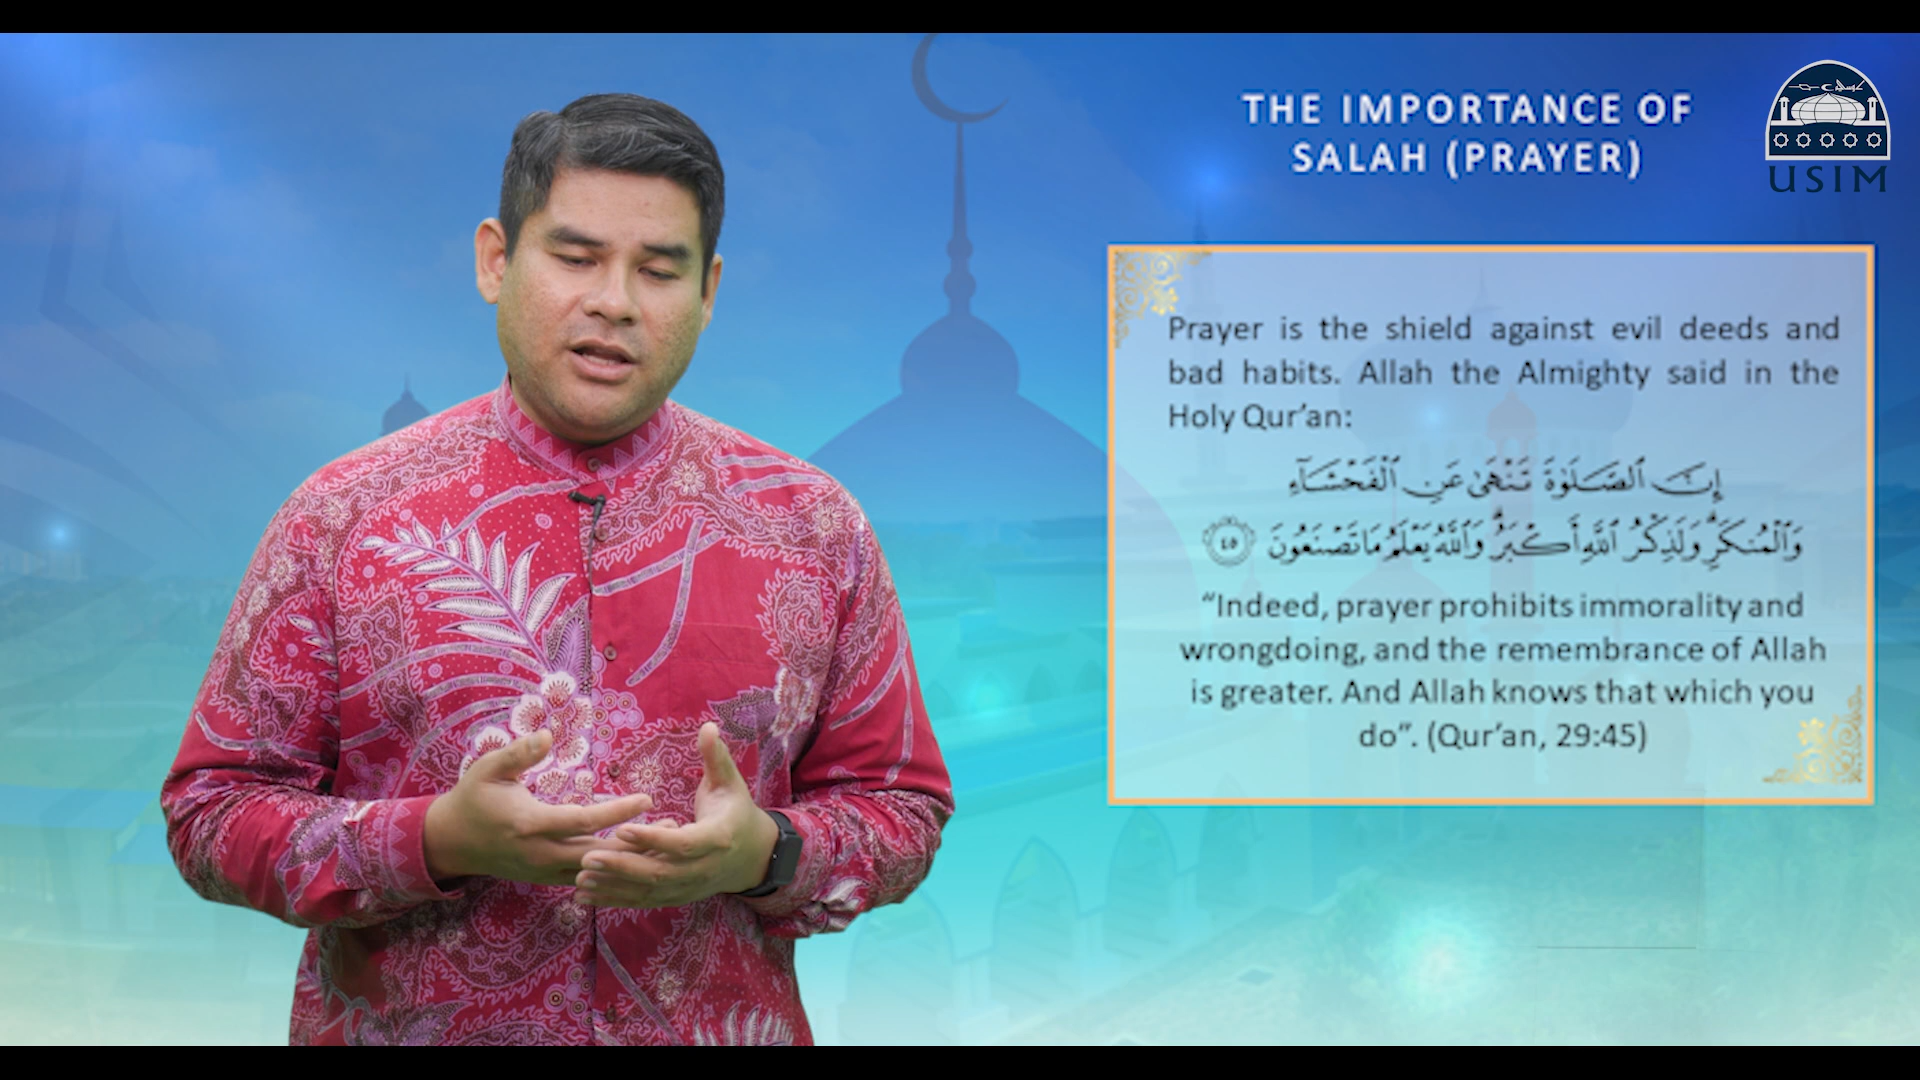 THE IMPORTANCE OF
SALAH (PRAYER)
USIM
Prayer is the shield against evil deeds and
bad habits. Allah the Almighty said in the
Holy Qur’an:
إِنَّ ٱلصَّلَوٰةَ تَنْهَىٰ عَنِ ٱلْفَحْشَآءِ
وَٱلْمُنكَرِ ۗ وَلَذِكْرُ ٱللَّهِ أَكْبَرُ ۗ وَٱللَّهُ يَعْلَمُ مَا تَصْنَعُونَ ٤٥
“Indeed, prayer prohibits immorality and
wrongdoing, and the remembrance of Allah
is greater. And Allah knows that which you
do”. (Qur’an, 29:45)